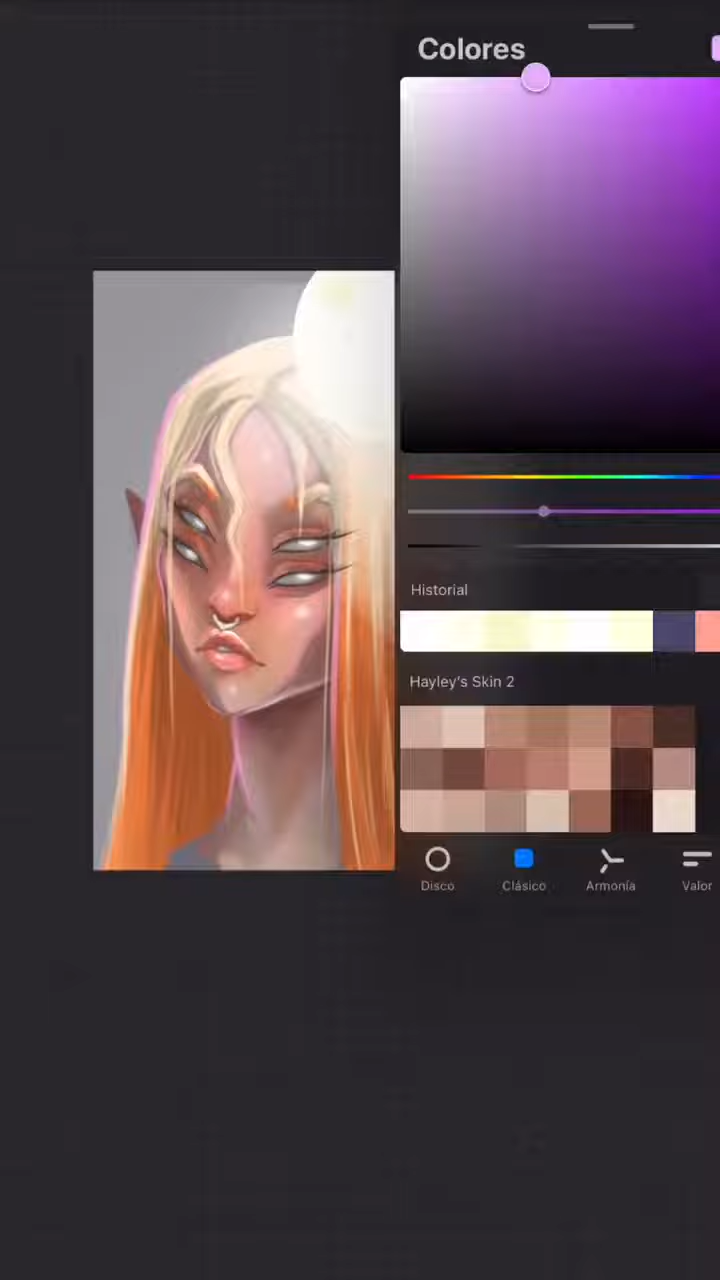 Colores
Historial
Hayley's Skin 2
Disco
Clásico
Armonía
Valor